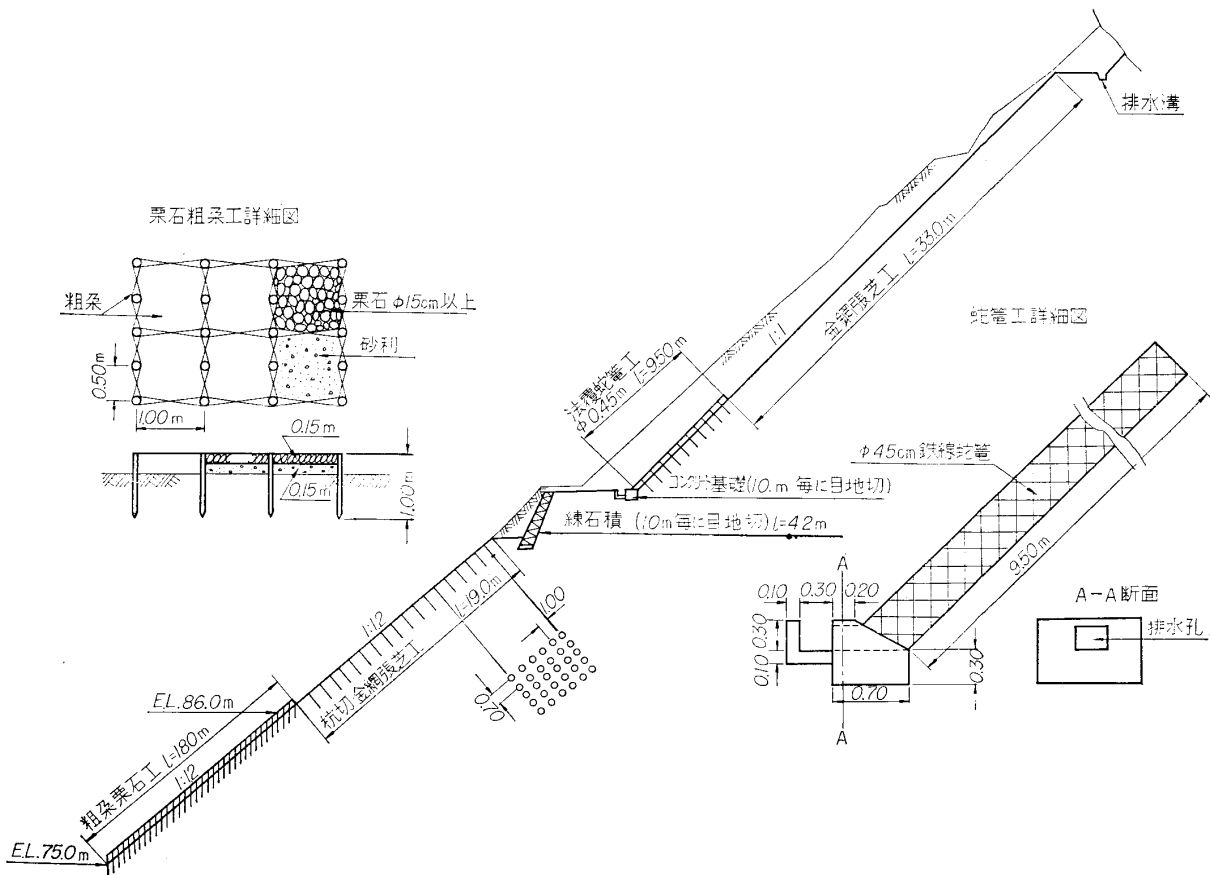 排水溝
栗石粗朶工詳細図
粗朶
栗石φ15cm以上
砂利
0.50m
1.00m
0.15m
0.15m
1.00m
金網張芝工 l=33.0m
1:1
法覆蛇篭工
φ0.45m l=9.50m
コンクリート基礎(10.m 毎に目地切)
練石積 (10m毎に目地切) l=42m
1:12
l=19.0m
杭切金網張芝工
1.00
0.70
E.L.86.0m
粗朶栗石工 l=180m
1:12
E.L.75.0m
蛇篭工詳細図
φ45cm鉄線蛇篭
9.50m
A
0.10
0.30
0.20
0.30
0.10
0.30
0.70
A
A-A断面
排水孔